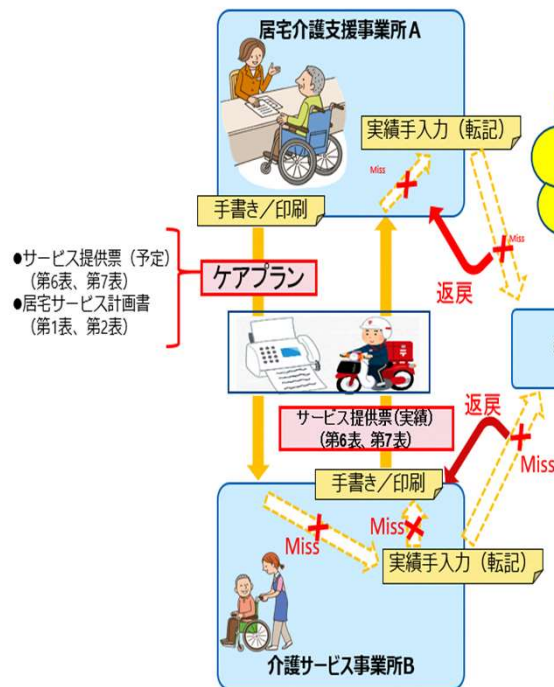 居宅介護支援事業所A
実績手入力（転記）
Miss
Miss
手書き／印刷
返戻
●サービス提供票（予定）
（第6表、第7表）
●居宅サービス計画書
（第1表、第2表）
ケアプラン
サービス提供票(実績)
（第6表、第7表）
返戻
Miss
手書き／印刷
Miss
Miss
実績手入力（転記）
介護サービス事業所B